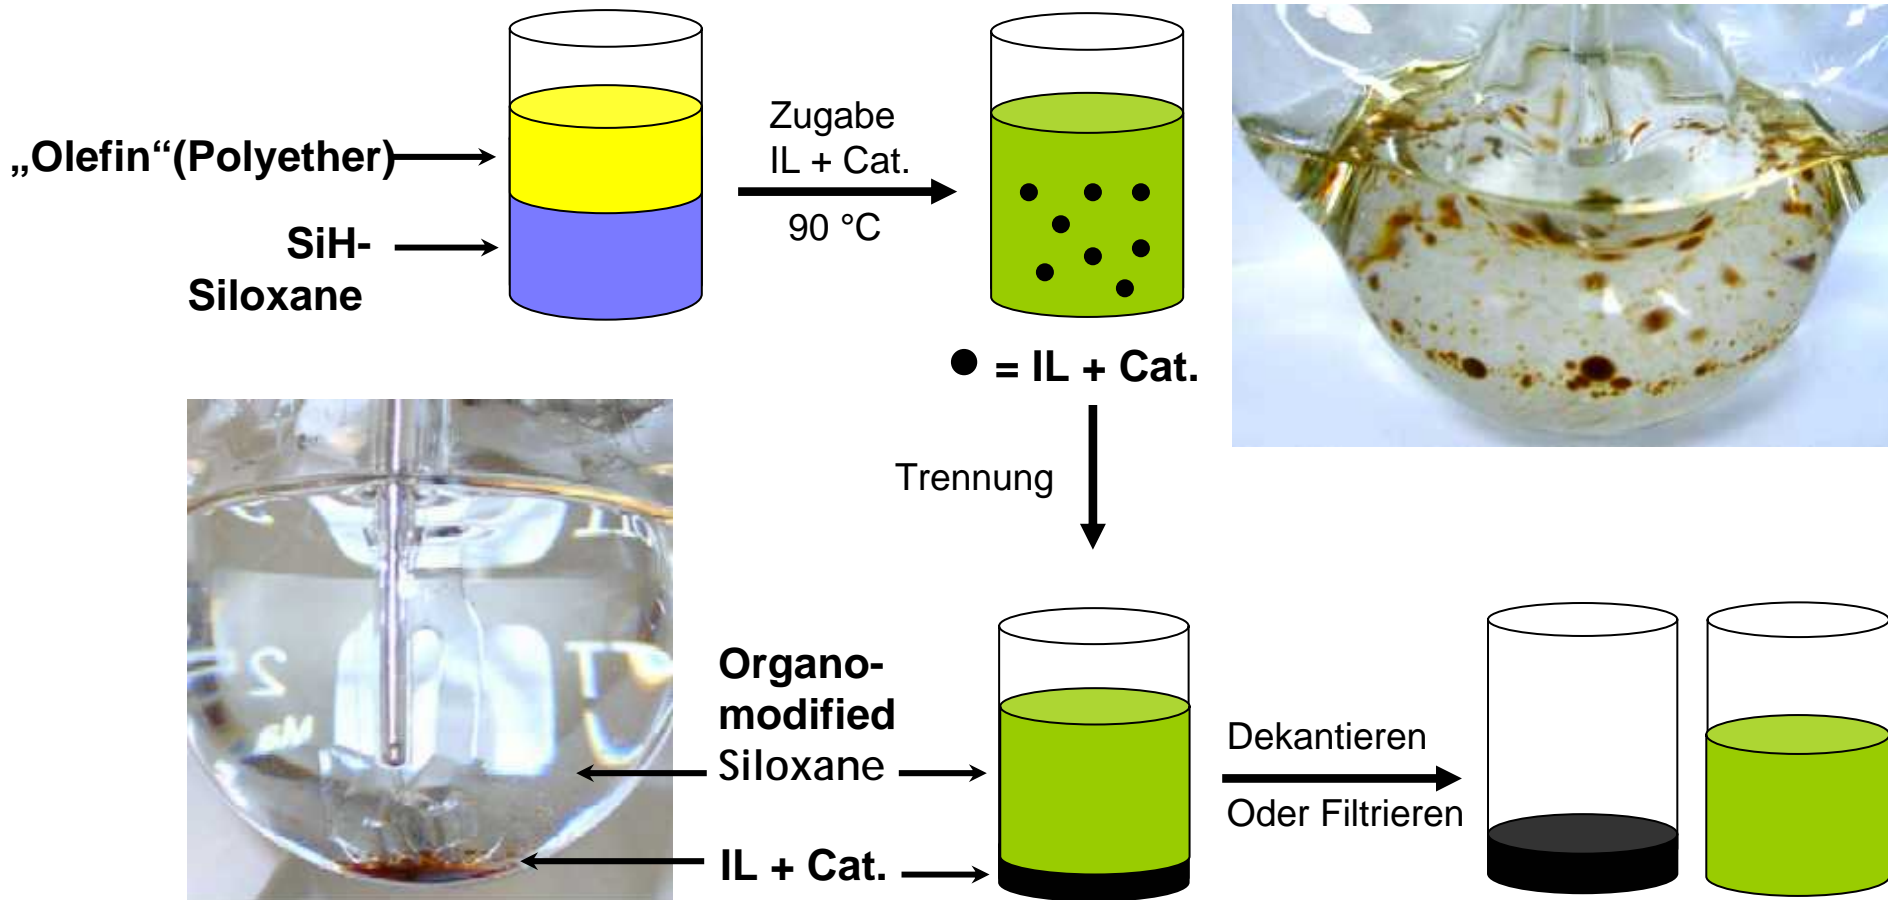 „Olefin“(Polyether)
SiH-
Siloxane
Zugabe
IL + Cat.
90 °C
= IL + Cat.
Trennung
Organo-
modified
Siloxane
IL + Cat.
Dekantieren
Oder Filtrieren